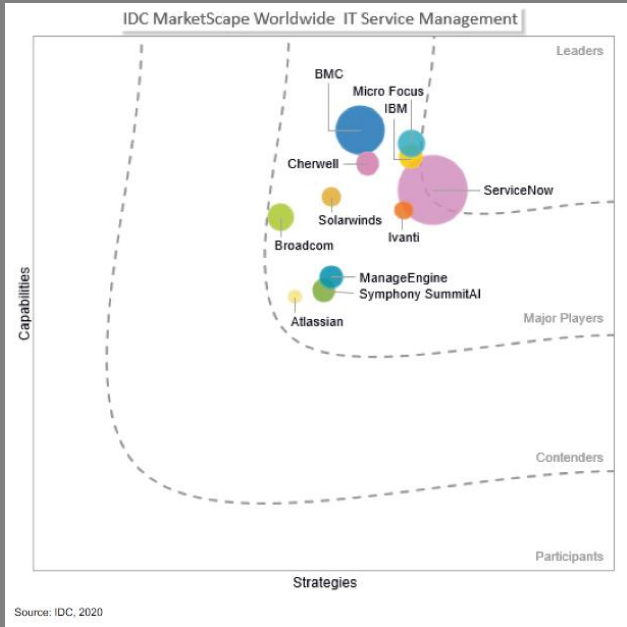 IDC MarketScape Worldwide IT Service Management
Leaders
BMC
Micro Focus
IBM
Cherwell
ServiceNow
Solarwinds
Ivanti
Broadcom
ManageEngine
Symphony SummitAI
Atlassian
Major Players
Capabilities
Contenders
Participants
Strategies
Source: IDC, 2020